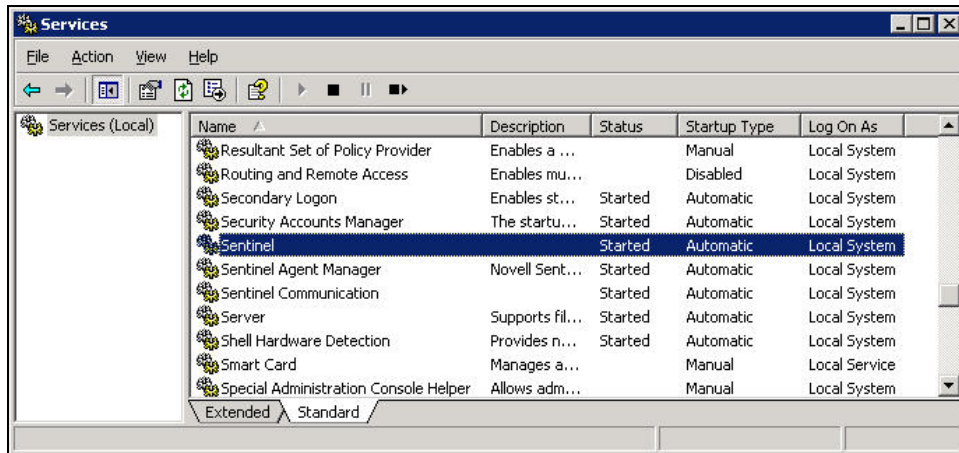 Services
File Action View Help
Services (Local)
Name Description Status Startup Type Log On As
Resultant Set of Policy Provider Enables a ... Manual Local System
Routing and Remote Access Enables mu... Disabled Local System
Secondary Logon Enables st... Started Automatic Local System
Security Accounts Manager The startu... Started Automatic Local System
Sentinel Started Automatic Local System
Sentinel Agent Manager Novell Sent... Started Automatic Local System
Sentinel Communication Started Automatic Local System
Server Supports fil... Started Automatic Local System
Shell Hardware Detection Provides n... Started Automatic Local System
Smart Card Manages a... Manual Local Service
Special Administration Console Helper Allows adm... Manual Local System
Extended Standard